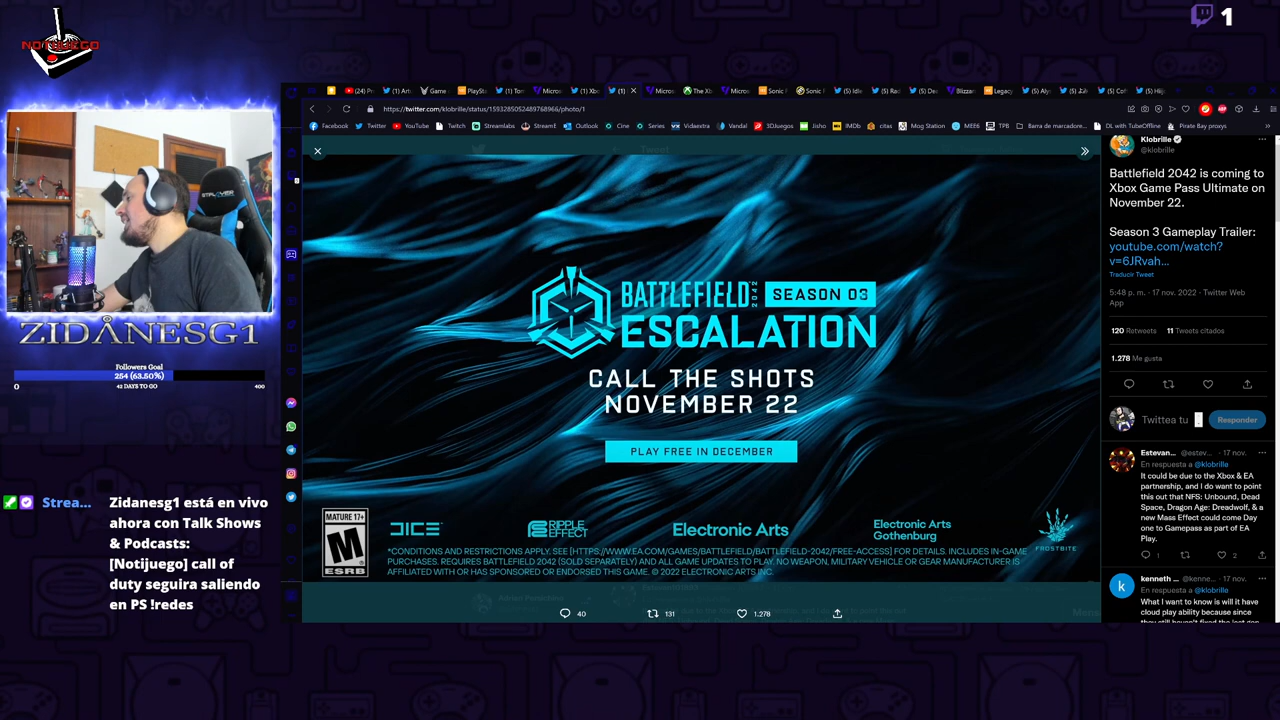 NOTIJUEGO
1
https://twitter.com/klobrille/status/1593285052489768966/photo/1
Facebook Twitter YouTube Twitch Streamlabs StreamE Outlook Cine Series Vidaextra Vandal 3DJuegos Jisho IMDb citas Mog Station MEE6 TPB Barra de marcadore... DL with TubeOffline Pirate Bay proxys
ZIDANESG1
Followers Goal
254 (63.50%)
0 42 DAYS TO GO 400
Strea... Zidanesg1 está en vivo
ahora con Talk Shows
& Podcasts:
[Notijuego] call of
duty seguira saliendo
en PS !redes
BATTLEFIELD 2042 SEASON 03
ESCALATION
CALL THE SHOTS
NOVEMBER 22
PLAY FREE IN DECEMBER
MATURE 17+
M
ESRB
DICE
RIPPLE EFFECT
Electronic Arts
Electronic Arts
Gothenburg
FROSTBITE
*CONDITIONS AND RESTRICTIONS APPLY. SEE [HTTPS://WWW.EA.COM/GAMES/BATTLEFIELD/BATTLEFIELD-2042/FREE-ACCESS] FOR DETAILS. INCLUDES IN-GAME
PURCHASES. REQUIRES BATTLEFIELD 2042 (SOLD SEPARATELY) AND ALL GAME UPDATES TO PLAY. NO WEAPON, MILITARY VEHICLE OR GEAR MANUFACTURER IS
AFFILIATED WITH OR HAS SPONSORED OR ENDORSED THIS GAME. © 2022 ELECTRONIC ARTS INC.
40 131 1.278
Klobrille
@klobrille
Battlefield 2042 is coming to
Xbox Game Pass Ultimate on
November 22.
Season 3 Gameplay Trailer:
youtube.com/watch?
v=6JRvah...
Traducir Tweet
5:48 p. m. · 17 nov. 2022 · Twitter Web
App
120 Retweets 11 Tweets citados
1.278 Me gusta
Twittea tu
Responder
Estevan... @estev... · 17 nov.
En respuesta a @klobrille
It could be due to the Xbox & EA
partnership, and I do want to point
this out that NFS: Unbound, Dead
Space, Dragon Age: Dreadwolf, & a
new Mass Effect could come Day
one to Gamepass as part of EA
Play.
1 2
kenneth ... @kenne... · 17 nov.
En respuesta a @klobrille
What I want to know is will it have
cloud play ability because since